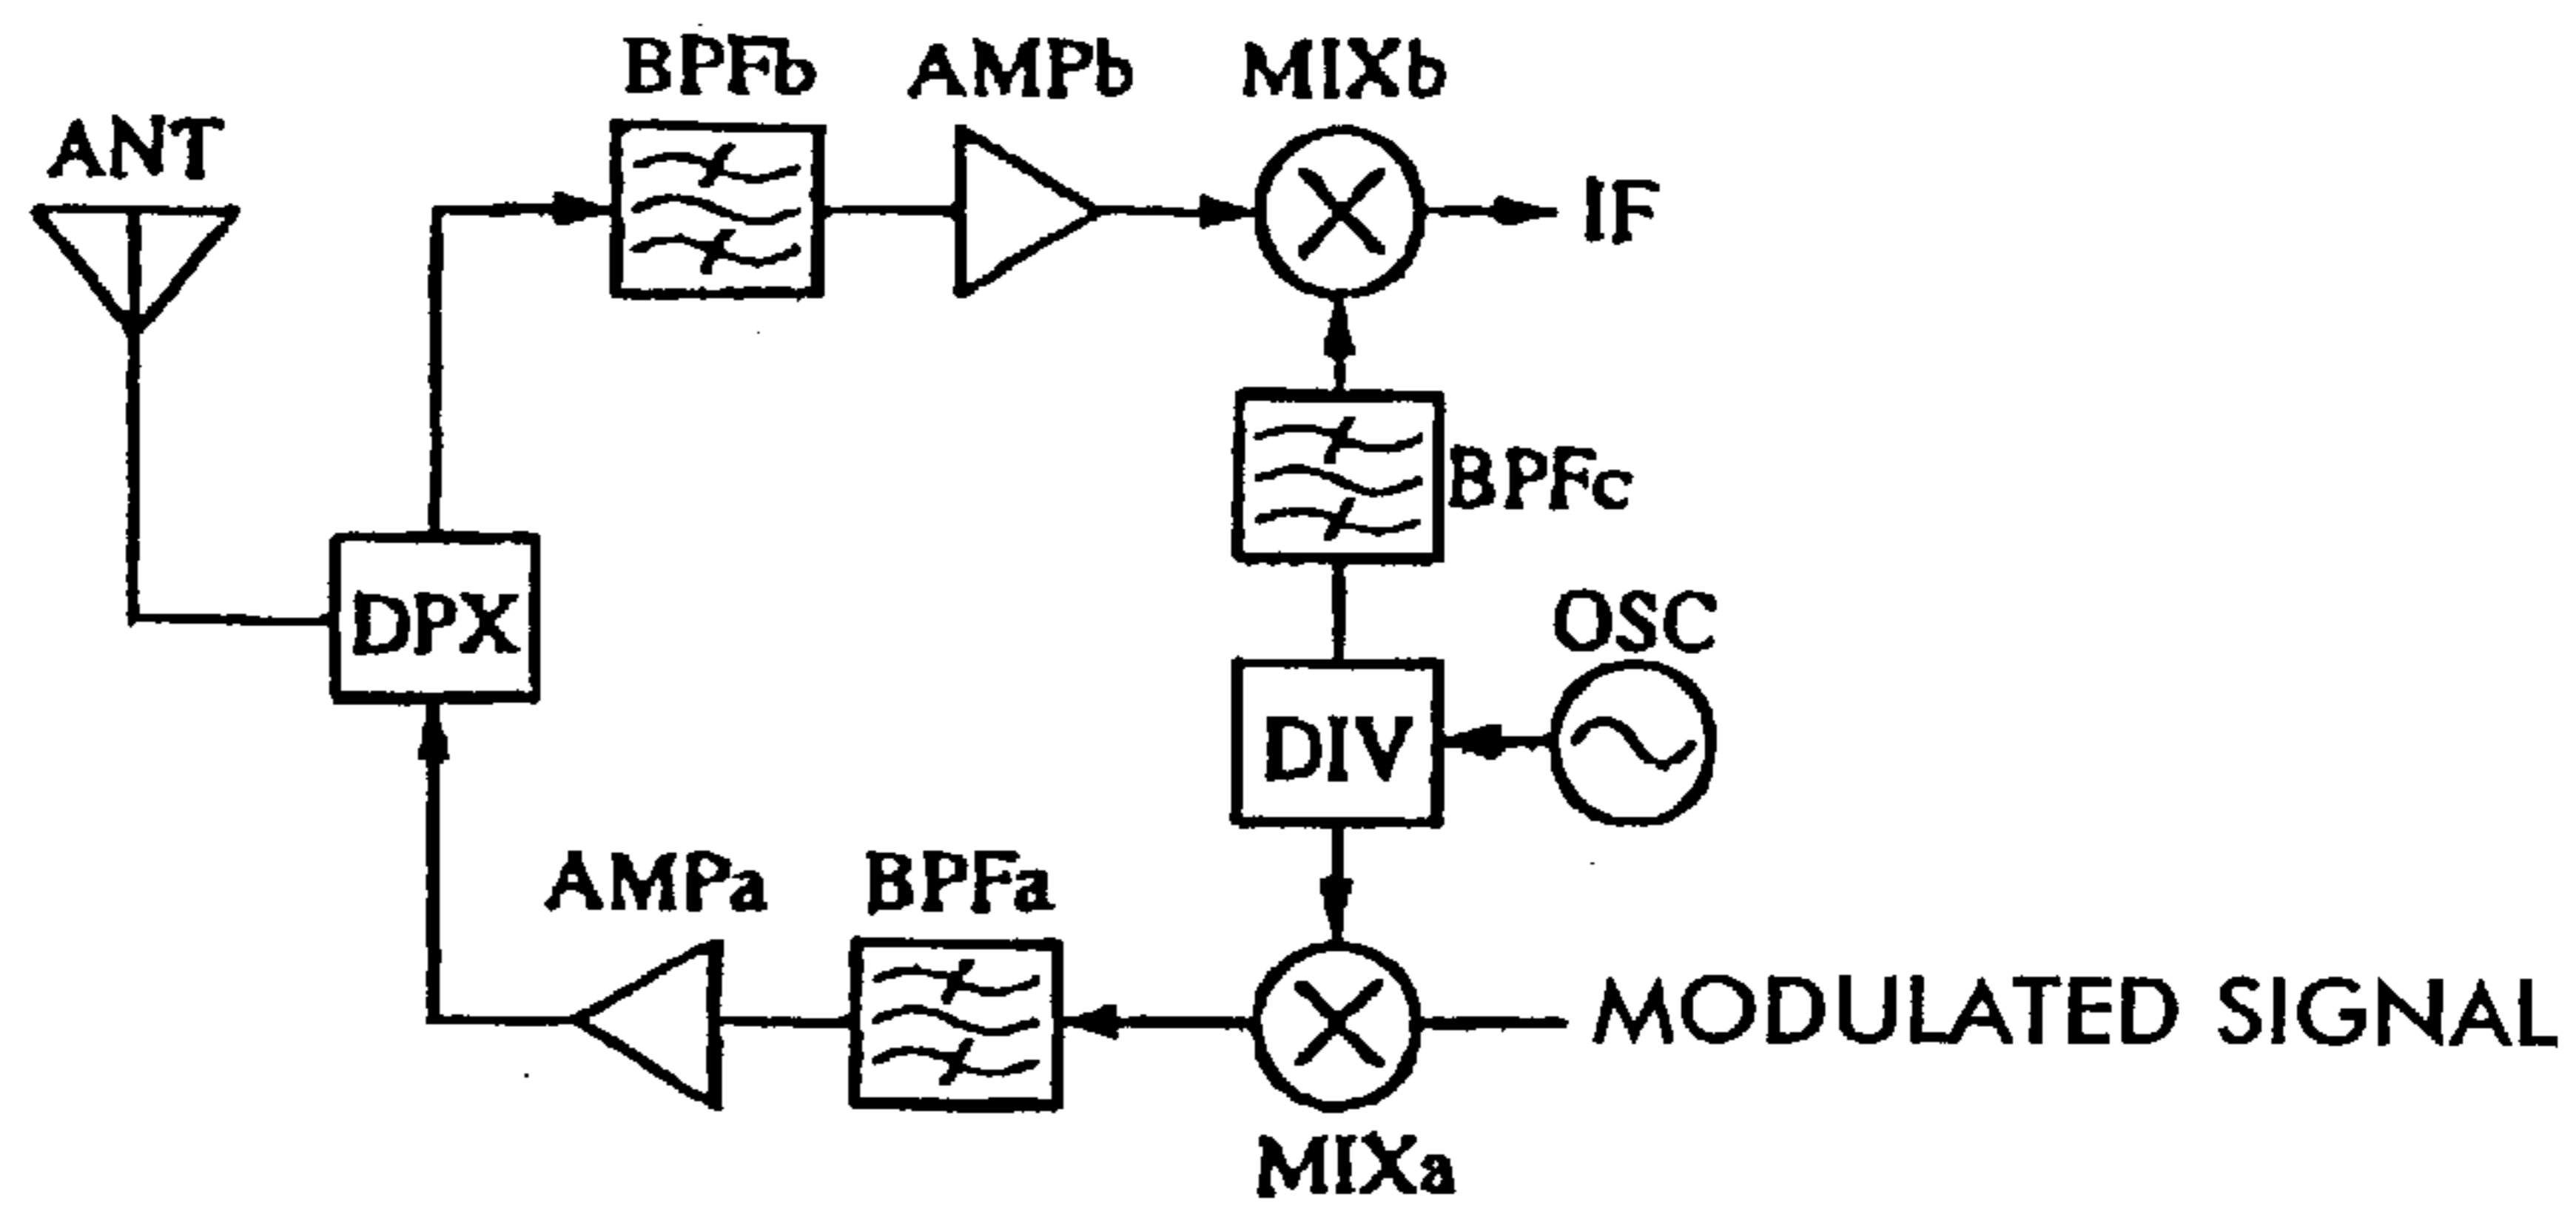 BPFb AMPb MIXb
ANT
IF
BPFc
OSC
DPX
DIV
AMPa BPFa
MODULATED SIGNAL
MIXa